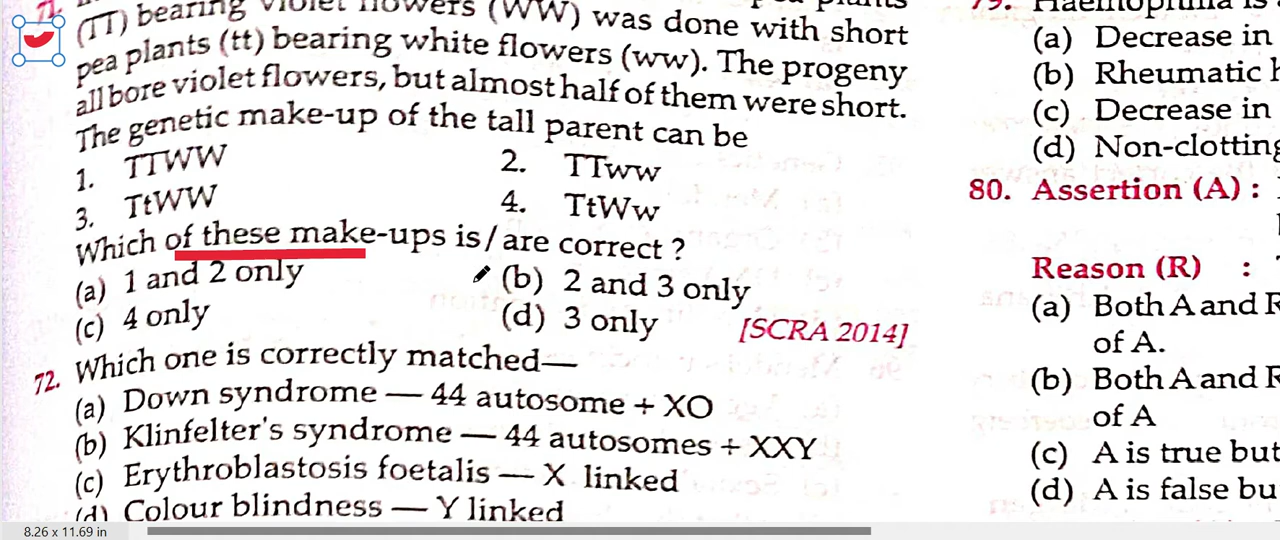 71.
pea plants
(TT) bearing violet flowers (WW) was done with short
pea plants (tt) bearing white flowers (ww). The progeny
all bore violet flowers, but almost half of them were short.
The genetic make-up of the tall parent can be
1. TTWW 2. TTww
3. TtWW 4. TtWw
Which of these make-ups is/are correct ?
(a) 1 and 2 only (b) 2 and 3 only
(c) 4 only (d) 3 only
[SCRA 2014]
72. Which one is correctly matched—
(a) Down syndrome — 44 autosome + XO
(b) Klinfelter's syndrome — 44 autosomes + XXY
(c) Erythroblastosis foetalis — X linked
(d) Colour blindness — Y linked
79. Haemophilia is
(a) Decrease in
(b) Rheumatic
(c) Decrease in
(d) Non-clotting
80. Assertion (A) :
Reason (R) :
(a) Both A and R
of A.
(b) Both A and R
of A
(c) A is true but
(d) A is false bu
8.26 x 11.69 in